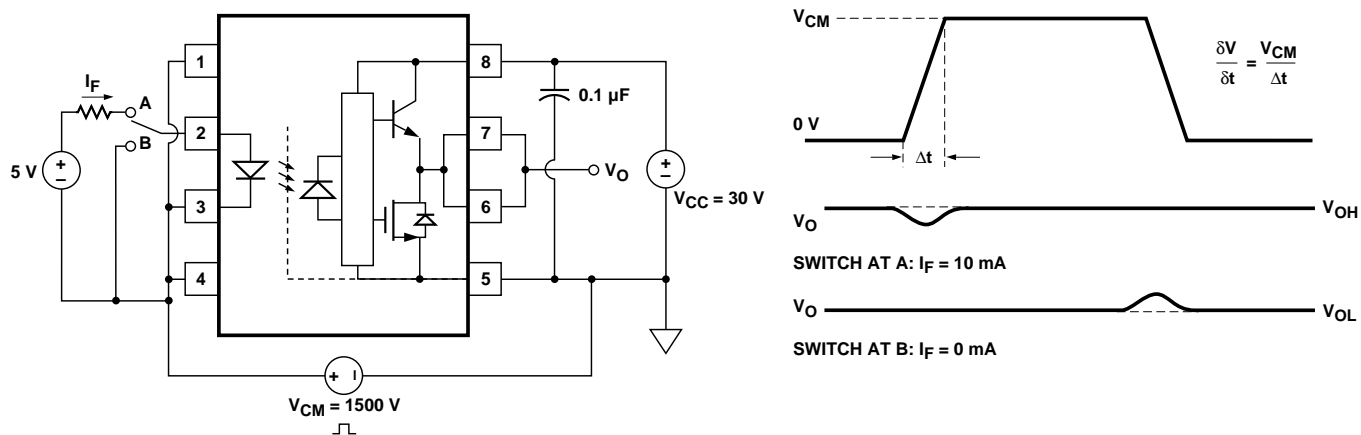 I_F
A
B
5 V
+
–
1
2
3
4
8
7
6
5
0.1 µF
V_O
+
–
V_CC = 30 V
+ –
V_CM = 1500 V
V_CM
0 V
Δt
δV / δt = V_CM / Δt
V_O
V_OH
SWITCH AT A: I_F = 10 mA
V_O
V_OL
SWITCH AT B: I_F = 0 mA